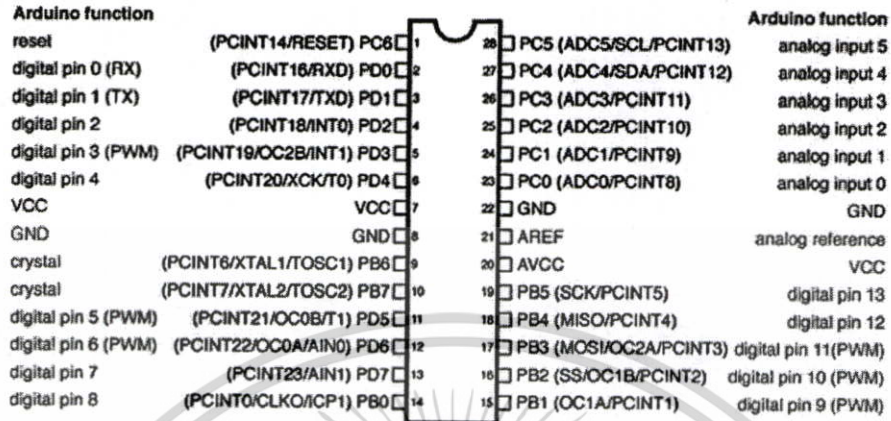 Arduino function Arduino function
reset (PCINT14/RESET) PC6 1 28 PC5 (ADC5/SCL/PCINT13) analog input 5
digital pin 0 (RX) (PCINT16/RXD) PD0 2 27 PC4 (ADC4/SDA/PCINT12) analog input 4
digital pin 1 (TX) (PCINT17/TXD) PD1 3 26 PC3 (ADC3/PCINT11) analog input 3
digital pin 2 (PCINT18/INT0) PD2 4 25 PC2 (ADC2/PCINT10) analog input 2
digital pin 3 (PWM) (PCINT19/OC2B/INT1) PD3 5 24 PC1 (ADC1/PCINT9) analog input 1
digital pin 4 (PCINT20/XCK/T0) PD4 6 23 PC0 (ADC0/PCINT8) analog input 0
VCC VCC 7 22 GND GND
GND GND 8 21 AREF analog reference
crystal (PCINT6/XTAL1/TOSC1) PB6 9 20 AVCC VCC
crystal (PCINT7/XTAL2/TOSC2) PB7 10 19 PB5 (SCK/PCINT5) digital pin 13
digital pin 5 (PWM) (PCINT21/OC0B/T1) PD5 11 18 PB4 (MISO/PCINT4) digital pin 12
digital pin 6 (PWM) (PCINT22/OC0A/AIN0) PD6 12 17 PB3 (MOSI/OC2A/PCINT3) digital pin 11(PWM)
digital pin 7 (PCINT23/AIN1) PD7 13 16 PB2 (SS/OC1B/PCINT2) digital pin 10 (PWM)
digital pin 8 (PCINT0/CLKO/ICP1) PB0 14 15 PB1 (OC1A/PCINT1) digital pin 9 (PWM)